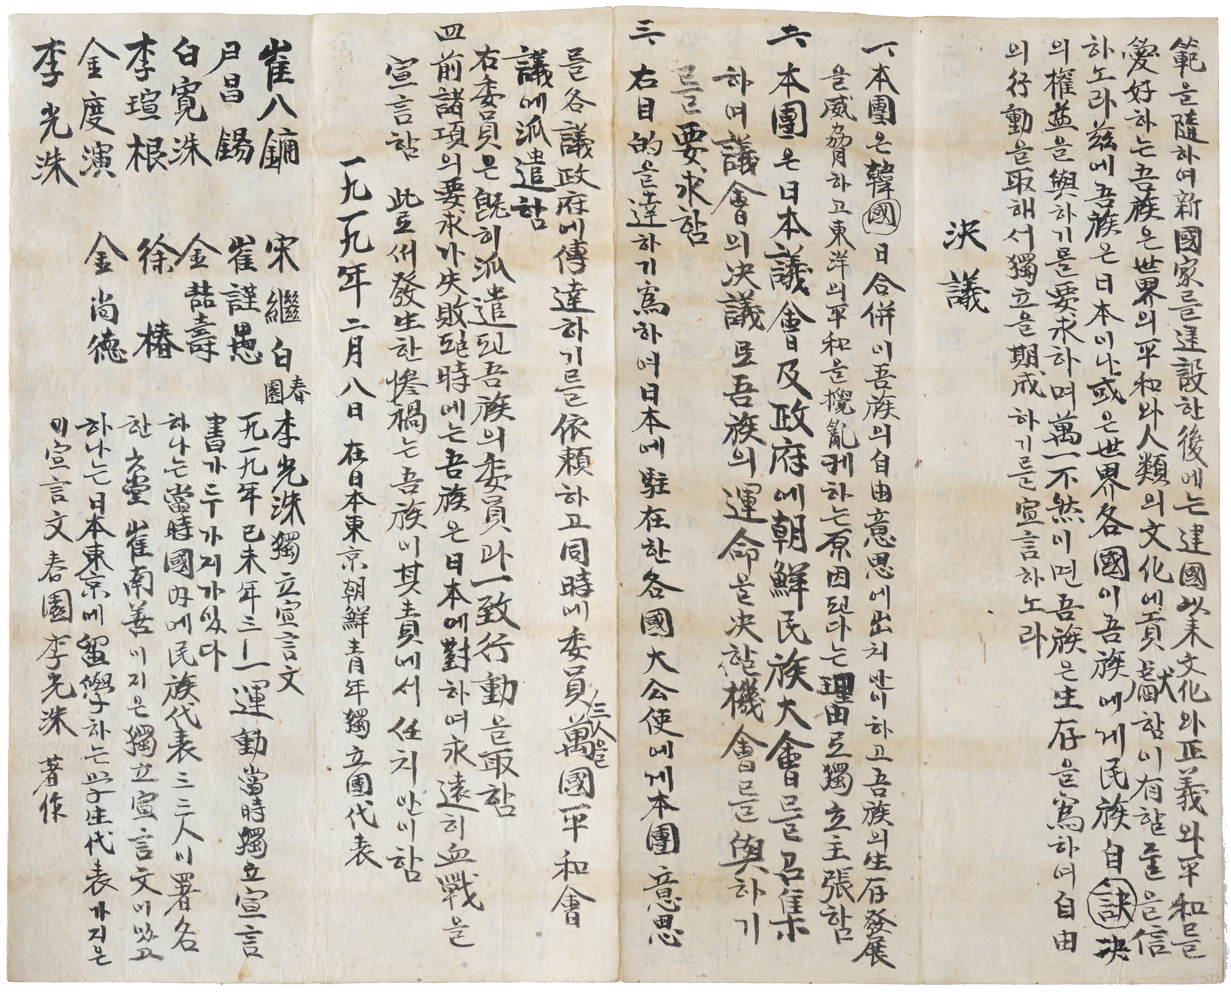 範을隨하여新國家를建設한後에는建國以來文化와正義와平和를
愛好하는吾族은世界의平和와人類의文化에貢獻함이有할줄을信
하노라玆에吾族은日本이나或은世界各國이吾族에게民族自決
의權益을與하기를要求하며萬一不然이면吾族은生存을爲하여自由
의行動을取해서獨立을期成하기를宣言하노라
決議
一 本團은韓國日合倂이吾族의自由意思에出치안이하고吾族의生存發展
을威脅하고東洋의平和을攪亂케하는原因된다는理由로獨立主張함
二 本團은日本議會及政府에朝鮮民族大會를召集
하며議會의決議로吾族의運命을決할機會를與하기
를要求함
三 右目的을達하기爲하여日本에駐在한各國大公使에게本團意思
를各議政府에傳達하기를依頼하고同時에委員三人을萬國平和會
議에派遣함
右委員은旣히派遣된吾族의委員과一致行動을取함
四 前諸項의要求가失敗될時에는吾族은日本에對하여永遠히血戰을
宣言함 此로써發生한慘禍는吾族이其責에서任치안이함
一九一九年二月八日 在日本東京朝鮮青年獨立團代表
崔八鏞
尹昌錫
白寬洙
李琩根
金度演
李光洙
宋繼白
崔謹愚
金喆壽
徐椿
金尚德
春園李光洙獨立宣言文
一九一九年己未年三一運動當時獨立宣言
書가두가지가있다
하나는當時國內에民族代表三三人이署名
한六堂崔南善이지은獨立宣言文이있고
하나는日本東京에留學하는学生代表가지은
이宣言文春園李光洙著作